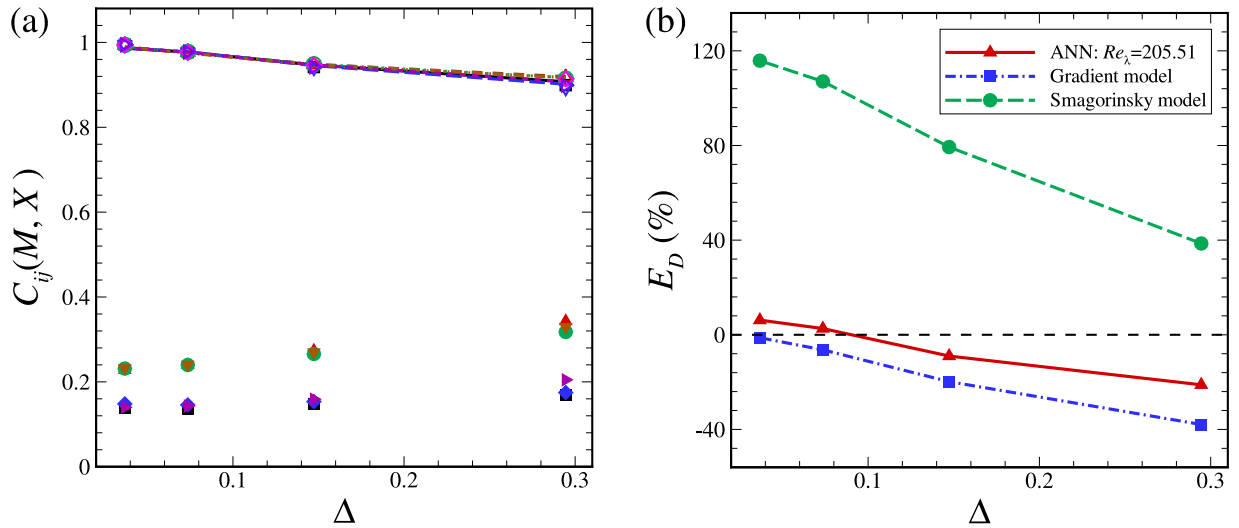 (a)
1
0.8
0.6
0.4
0.2
0
0.1
0.2
0.3
C_ij(M, X)
Δ
(b)
120
80
40
0
-40
0.1
0.2
0.3
E_D (%)
Δ
ANN: Re_λ=205.51
Gradient model
Smagorinsky model